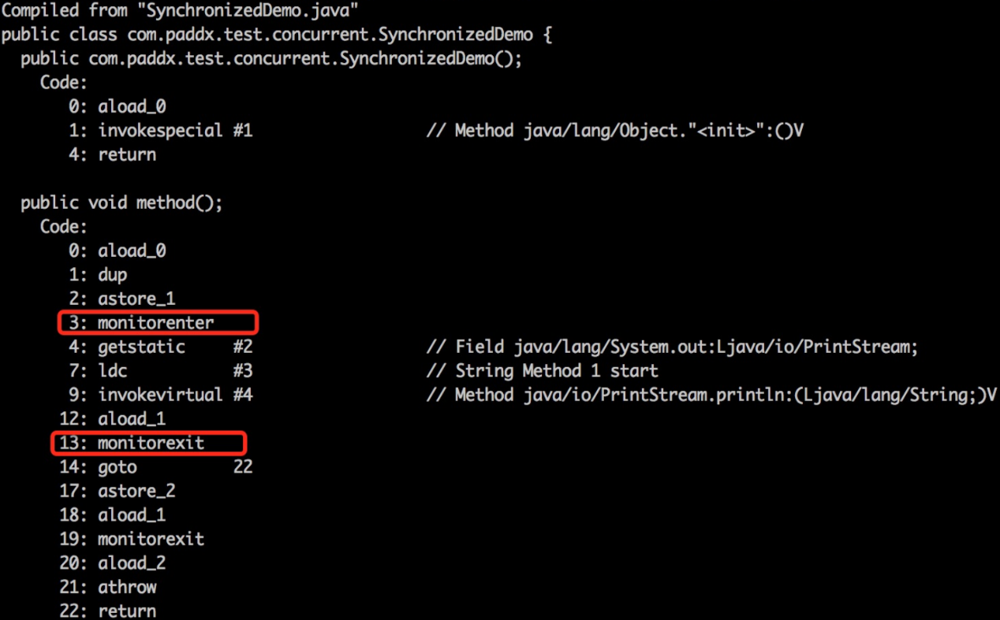 Compiled from "SynchronizedDemo.java"
public class com.paddx.test.concurrent.SynchronizedDemo {
  public com.paddx.test.concurrent.SynchronizedDemo();
    Code:
       0: aload_0
       1: invokespecial #1                  // Method java/lang/Object."<init>":()V
       4: return

  public void method();
    Code:
       0: aload_0
       1: dup
       2: astore_1
       3: monitorenter
       4: getstatic     #2                  // Field java/lang/System.out:Ljava/io/PrintStream;
       7: ldc           #3                  // String Method 1 start
       9: invokevirtual #4                  // Method java/io/PrintStream.println:(Ljava/lang/String;)V
      12: aload_1
      13: monitorexit
      14: goto          22
      17: astore_2
      18: aload_1
      19: monitorexit
      20: aload_2
      21: athrow
      22: return